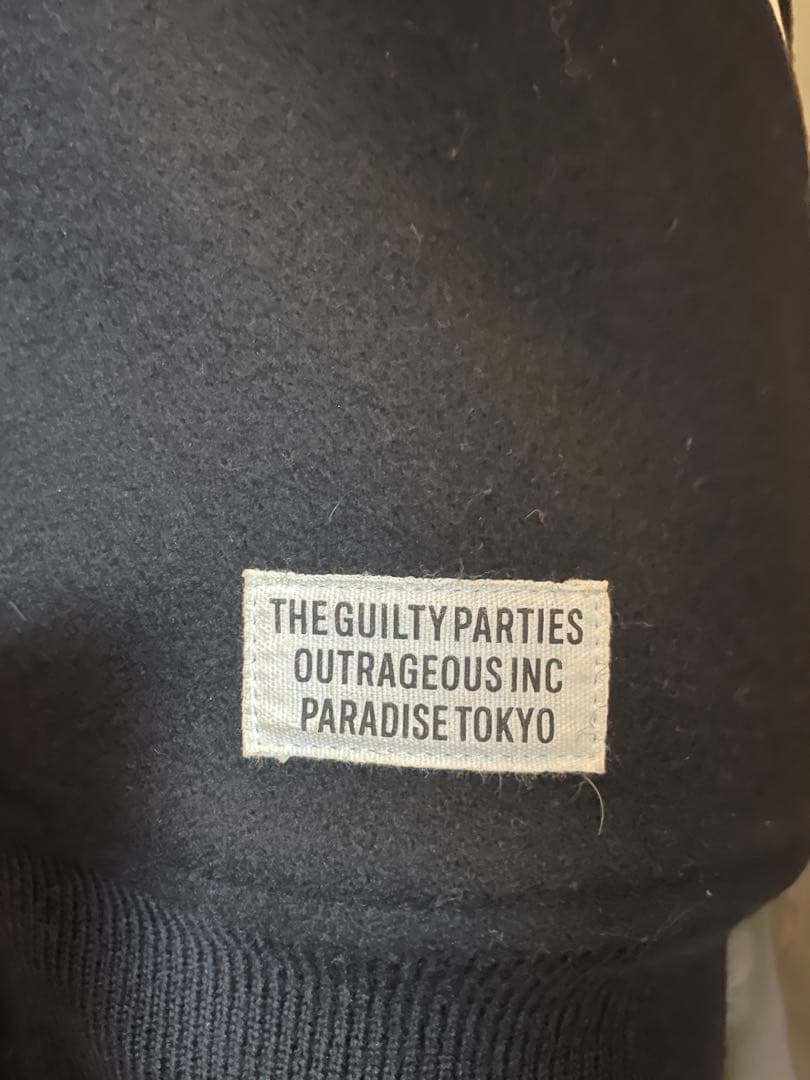 THE GUILTY PARTIES
OUTRAGEOUS INC
PARADISE TOKYO